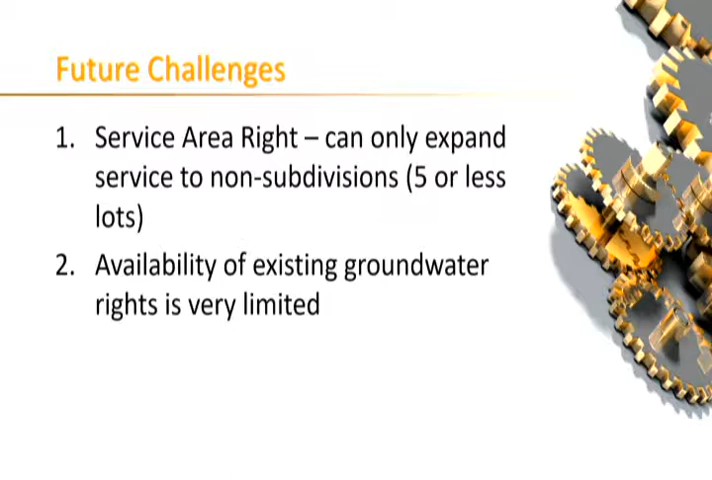 Future Challenges
1. Service Area Right – can only expand
service to non-subdivisions (5 or less
lots)
2. Availability of existing groundwater
rights is very limited